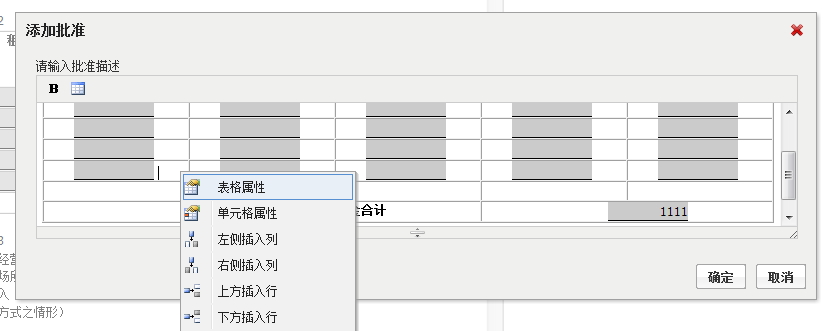 2
添加批准
请输入批准描述
B
表格属性
合计
1111
单元格属性
左侧插入列
右侧插入列
上方插入行
下方插入行
3
经营
场所
入
方式之情形）
确定
取消